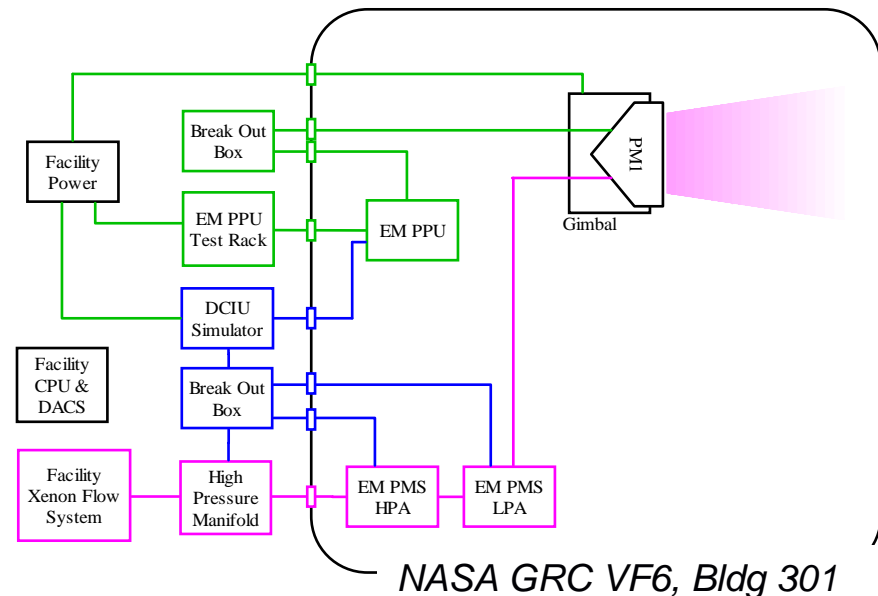 Break Out
Box
Facility
Power
PM1
EM PPU
Test Rack
EM PPU
Gimbal
DCIU
Simulator
Facility
CPU &
DACS
Break Out
Box
Facility
Xenon Flow
System
High
Pressure
Manifold
EM PMS
HPA
EM PMS
LPA
NASA GRC VF6, Bldg 301